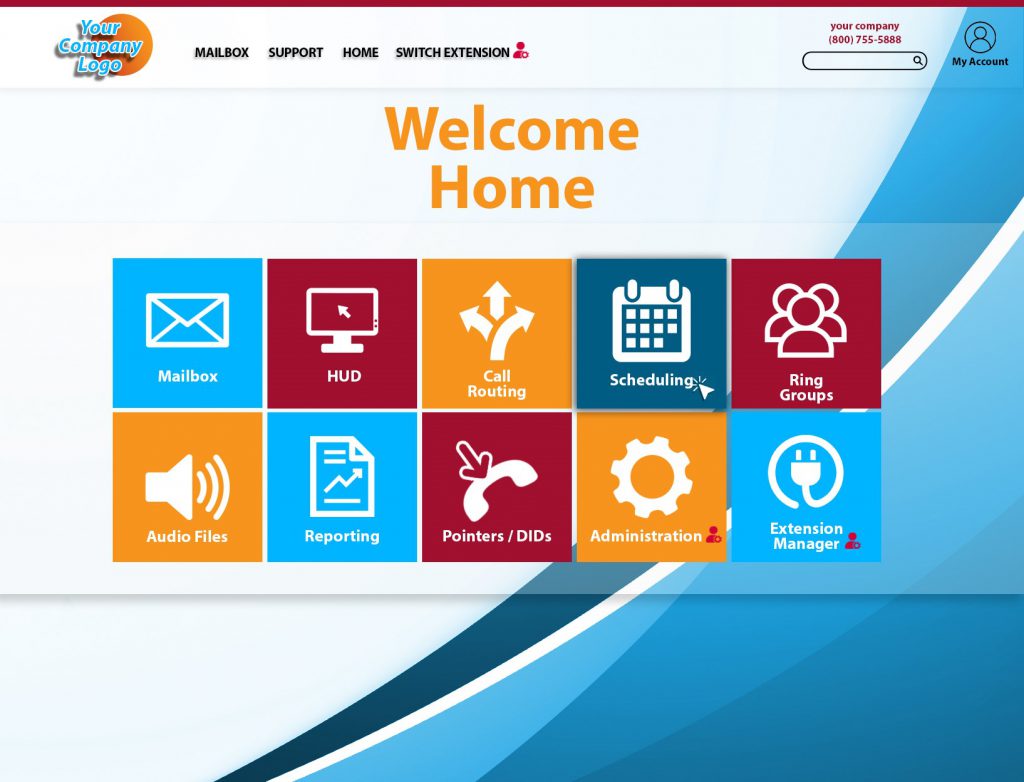 Your
Company
Logo
MAILBOX SUPPORT HOME SWITCH EXTENSION
your company
(800) 755-5888
My Account
Welcome
Home
Mailbox
HUD
Call
Routing
Scheduling
Ring
Groups
Audio Files
Reporting
Pointers / DIDs
Administration
Extension
Manager